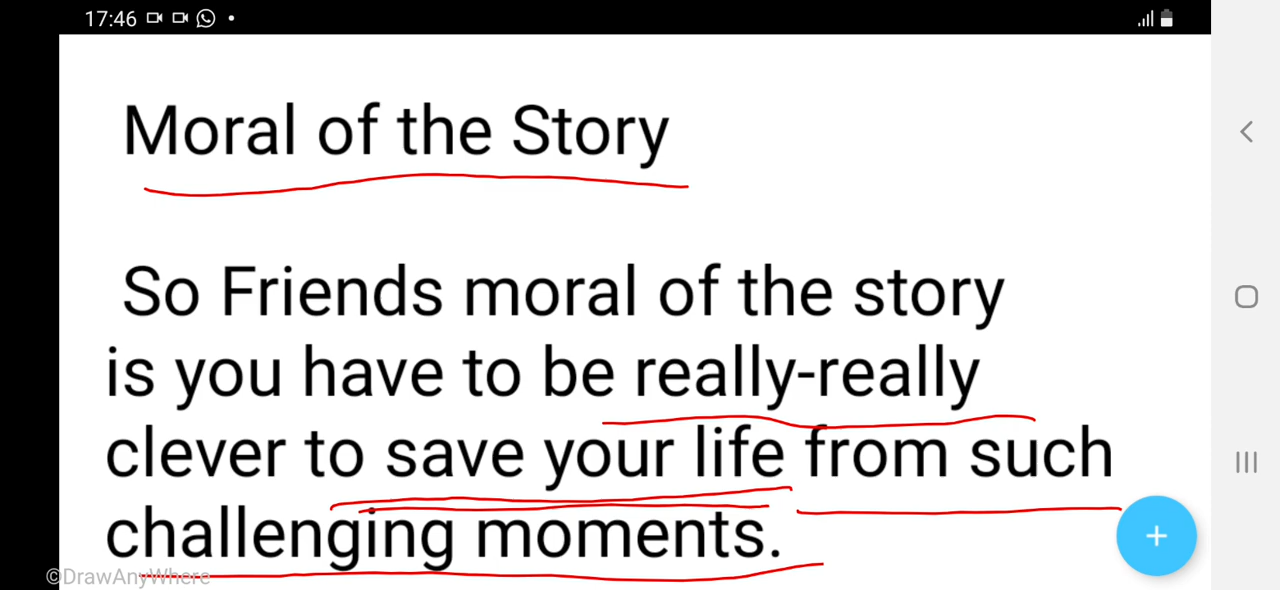 17:46
Moral of the Story
So Friends moral of the story
is you have to be really-really
clever to save your life from such
challenging moments.
©DrawAnyWhere